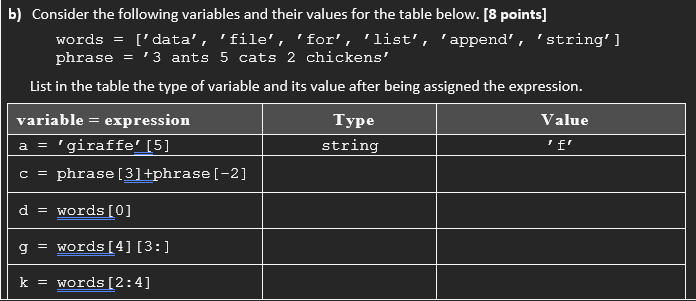 b) Consider the following variables and their values for the table below. [8 points]
words = ['data', 'file', 'for', 'list', 'append', 'string']
phrase = '3 ants 5 cats 2 chickens'
List in the table the type of variable and its value after being assigned the expression.
variable = expression Type Value
a = 'giraffe'[5] string 'f'
c = phrase[3]+phrase[-2]
d = words[0]
g = words[4][3:]
k = words[2:4]